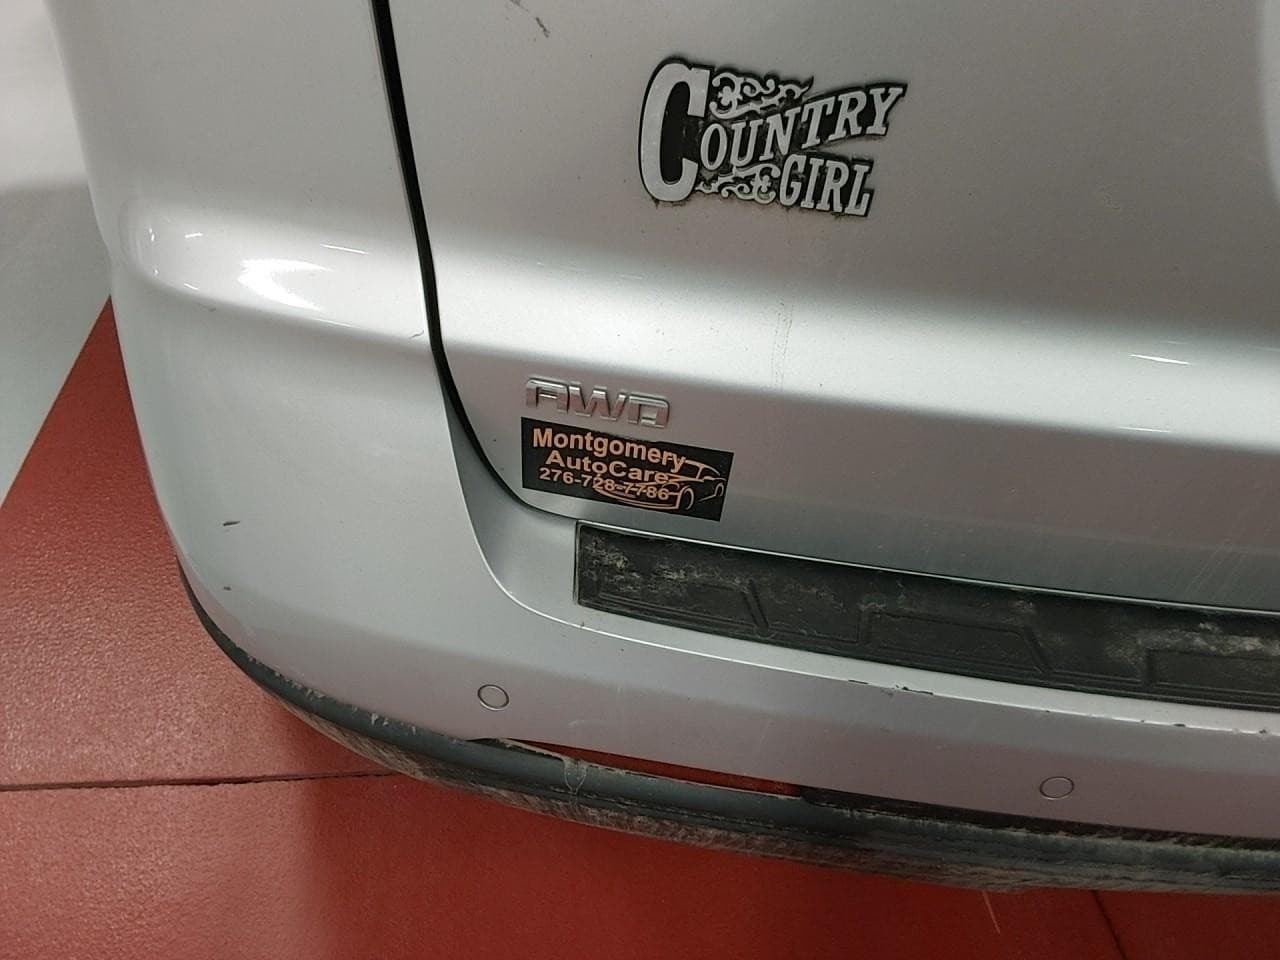 COUNTRY
GIRL
AWD
Montgomery
AutoCare
276-728-7786